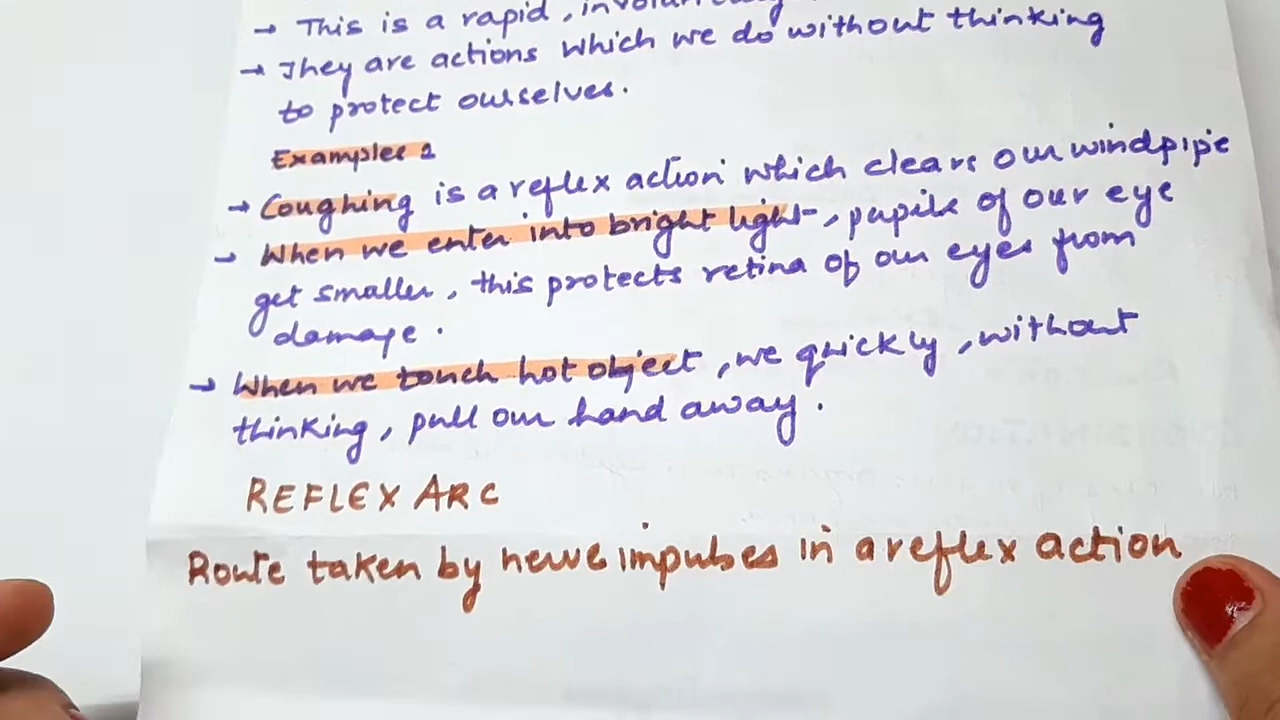 → This is a rapid, involuntary
→ They are actions which we do without thinking
to protect ourselves.
Examples :
→ Coughing is a reflex action which clears our windpipe
→ When we enter into bright light, pupils of our eye
get smaller, this protects retina of our eyes from
damage.
→ When we touch hot object, we quickly, without
thinking, pull our hand away.
REFLEX ARC
Route taken by nerve impulses in a reflex action